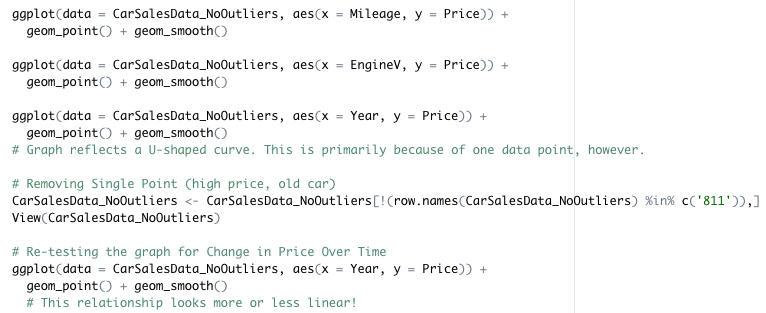 ggplot(data = CarSalesData_NoOutliers, aes(x = Mileage, y = Price)) +
  geom_point() + geom_smooth()

ggplot(data = CarSalesData_NoOutliers, aes(x = EngineV, y = Price)) +
  geom_point() + geom_smooth()

ggplot(data = CarSalesData_NoOutliers, aes(x = Year, y = Price)) +
  geom_point() + geom_smooth()
# Graph reflects a U-shaped curve. This is primarily because of one data point, however.

# Removing Single Point (high price, old car)
CarSalesData_NoOutliers <- CarSalesData_NoOutliers[!(row.names(CarSalesData_NoOutliers) %in% c('811')),]
View(CarSalesData_NoOutliers)

# Re-testing the graph for Change in Price Over Time
ggplot(data = CarSalesData_NoOutliers, aes(x = Year, y = Price)) +
  geom_point() + geom_smooth()
  # This relationship looks more or less linear!